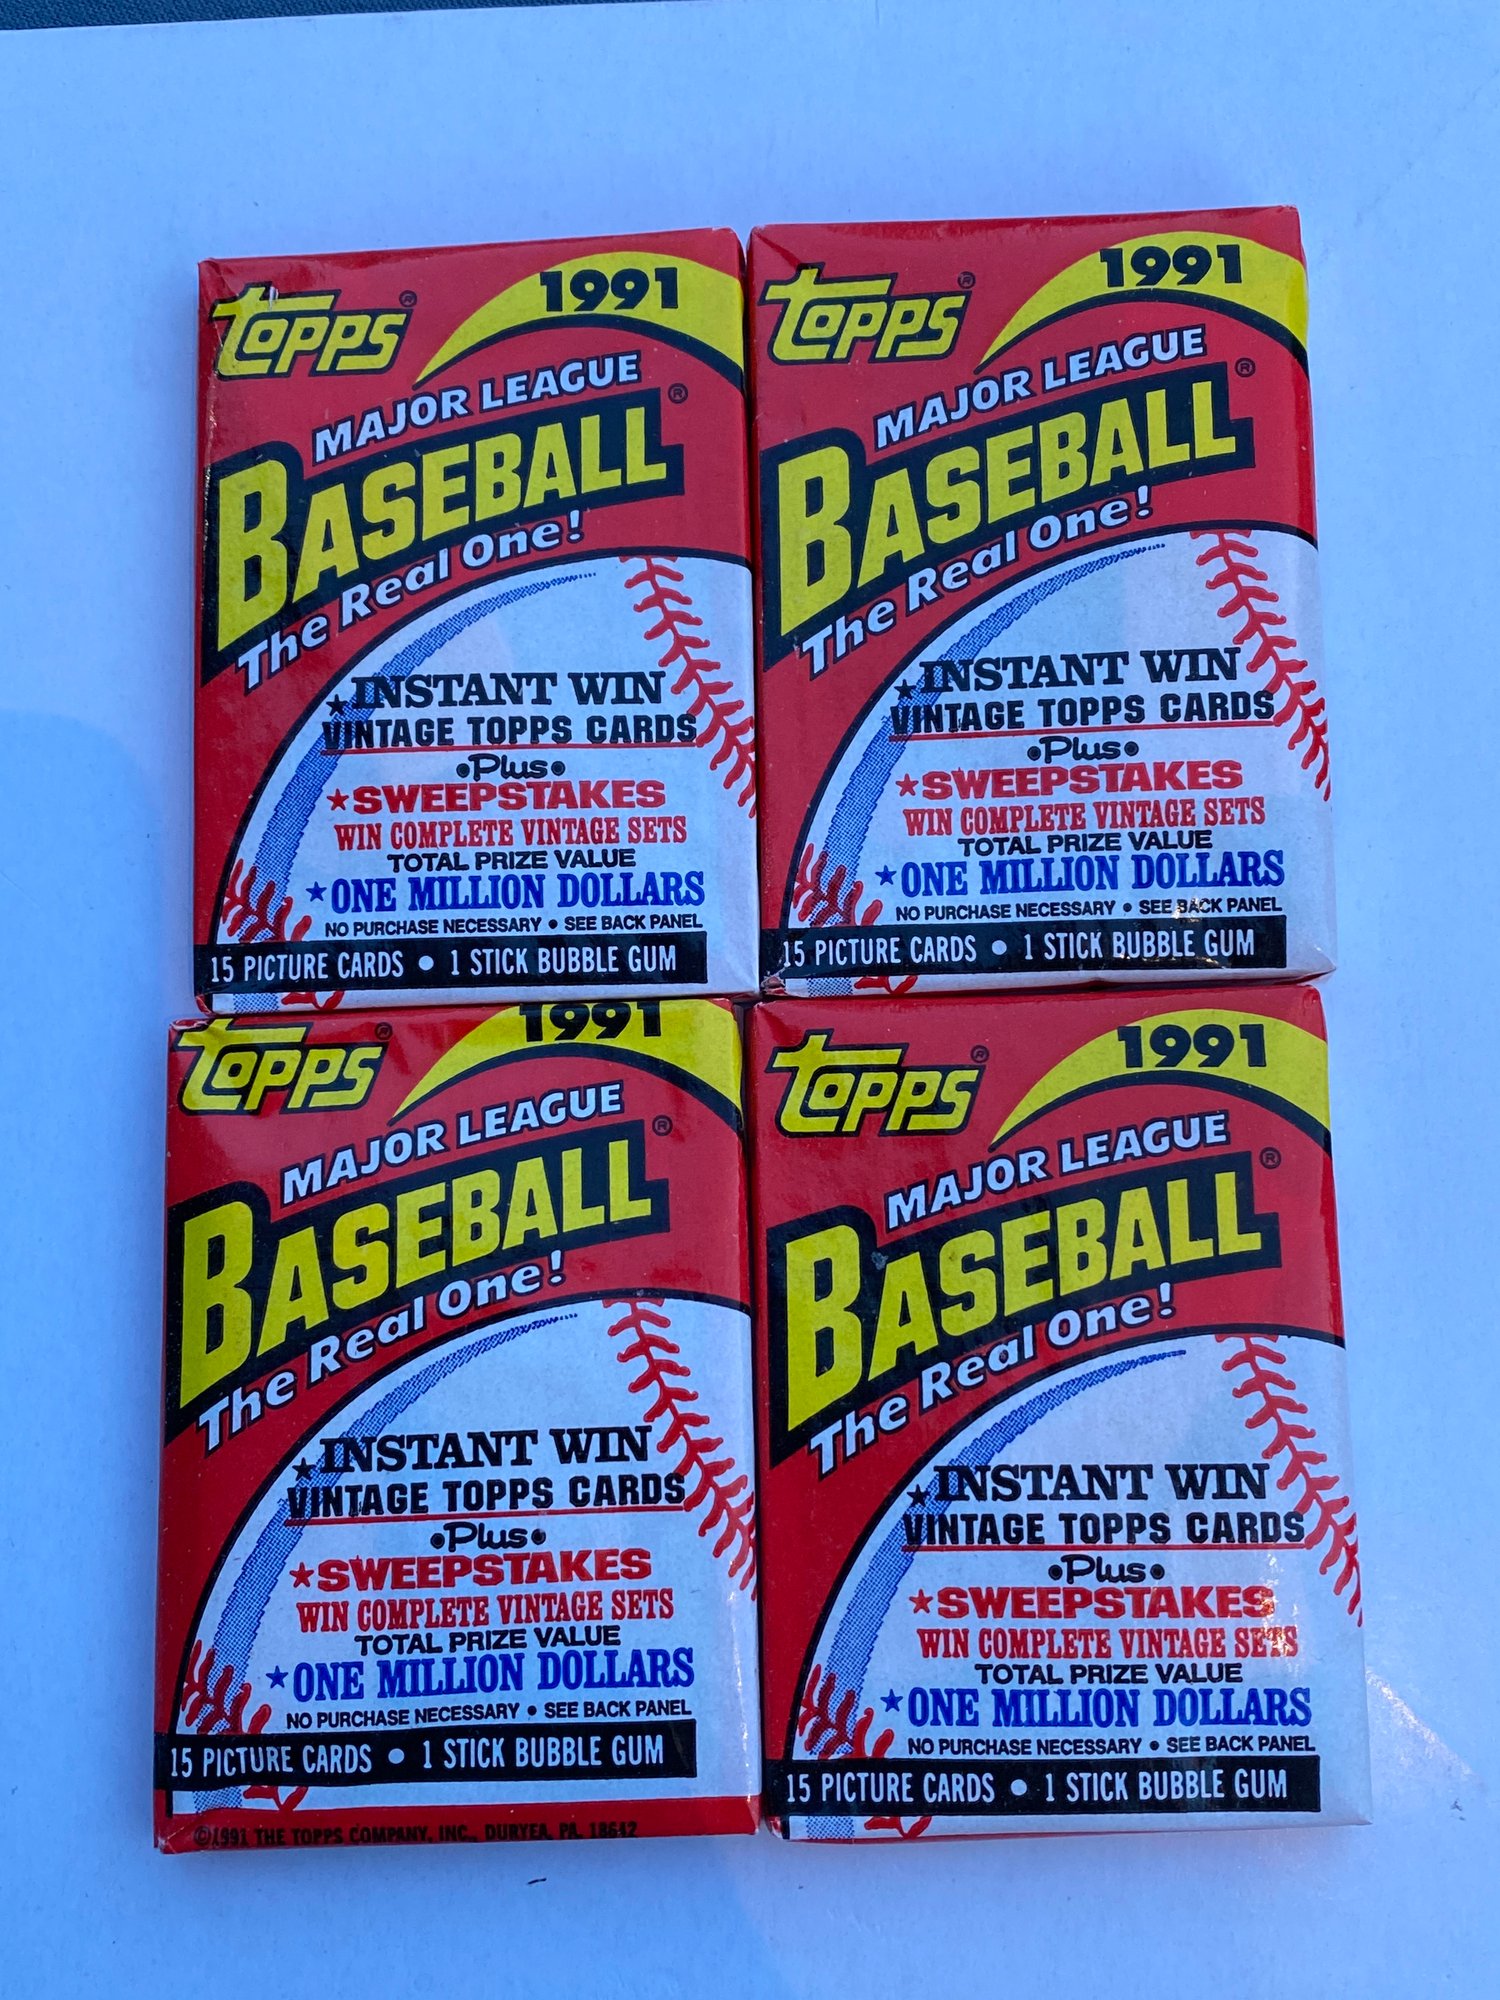 Topps®
1991
MAJOR LEAGUE
BASEBALL®
The Real One!
★INSTANT WIN
VINTAGE TOPPS CARDS
•Plus•
★SWEEPSTAKES
WIN COMPLETE VINTAGE SETS
TOTAL PRIZE VALUE
★ONE MILLION DOLLARS
NO PURCHASE NECESSARY • SEE BACK PANEL
15 PICTURE CARDS • 1 STICK BUBBLE GUM
Topps®
1991
MAJOR LEAGUE
BASEBALL®
The Real One!
★INSTANT WIN
VINTAGE TOPPS CARDS
•Plus•
★SWEEPSTAKES
WIN COMPLETE VINTAGE SETS
TOTAL PRIZE VALUE
★ONE MILLION DOLLARS
NO PURCHASE NECESSARY • SEE BACK PANEL
15 PICTURE CARDS • 1 STICK BUBBLE GUM
Topps®
1991
MAJOR LEAGUE
BASEBALL®
The Real One!
★INSTANT WIN
VINTAGE TOPPS CARDS
•Plus•
★SWEEPSTAKES
WIN COMPLETE VINTAGE SETS
TOTAL PRIZE VALUE
★ONE MILLION DOLLARS
NO PURCHASE NECESSARY • SEE BACK PANEL
15 PICTURE CARDS • 1 STICK BUBBLE GUM
©1991 THE TOPPS COMPANY, INC., DURYEA, PA. 18642
Topps®
1991
MAJOR LEAGUE
BASEBALL®
The Real One!
★INSTANT WIN
VINTAGE TOPPS CARDS
•Plus•
★SWEEPSTAKES
WIN COMPLETE VINTAGE SETS
TOTAL PRIZE VALUE
★ONE MILLION DOLLARS
NO PURCHASE NECESSARY • SEE BACK PANEL
15 PICTURE CARDS • 1 STICK BUBBLE GUM